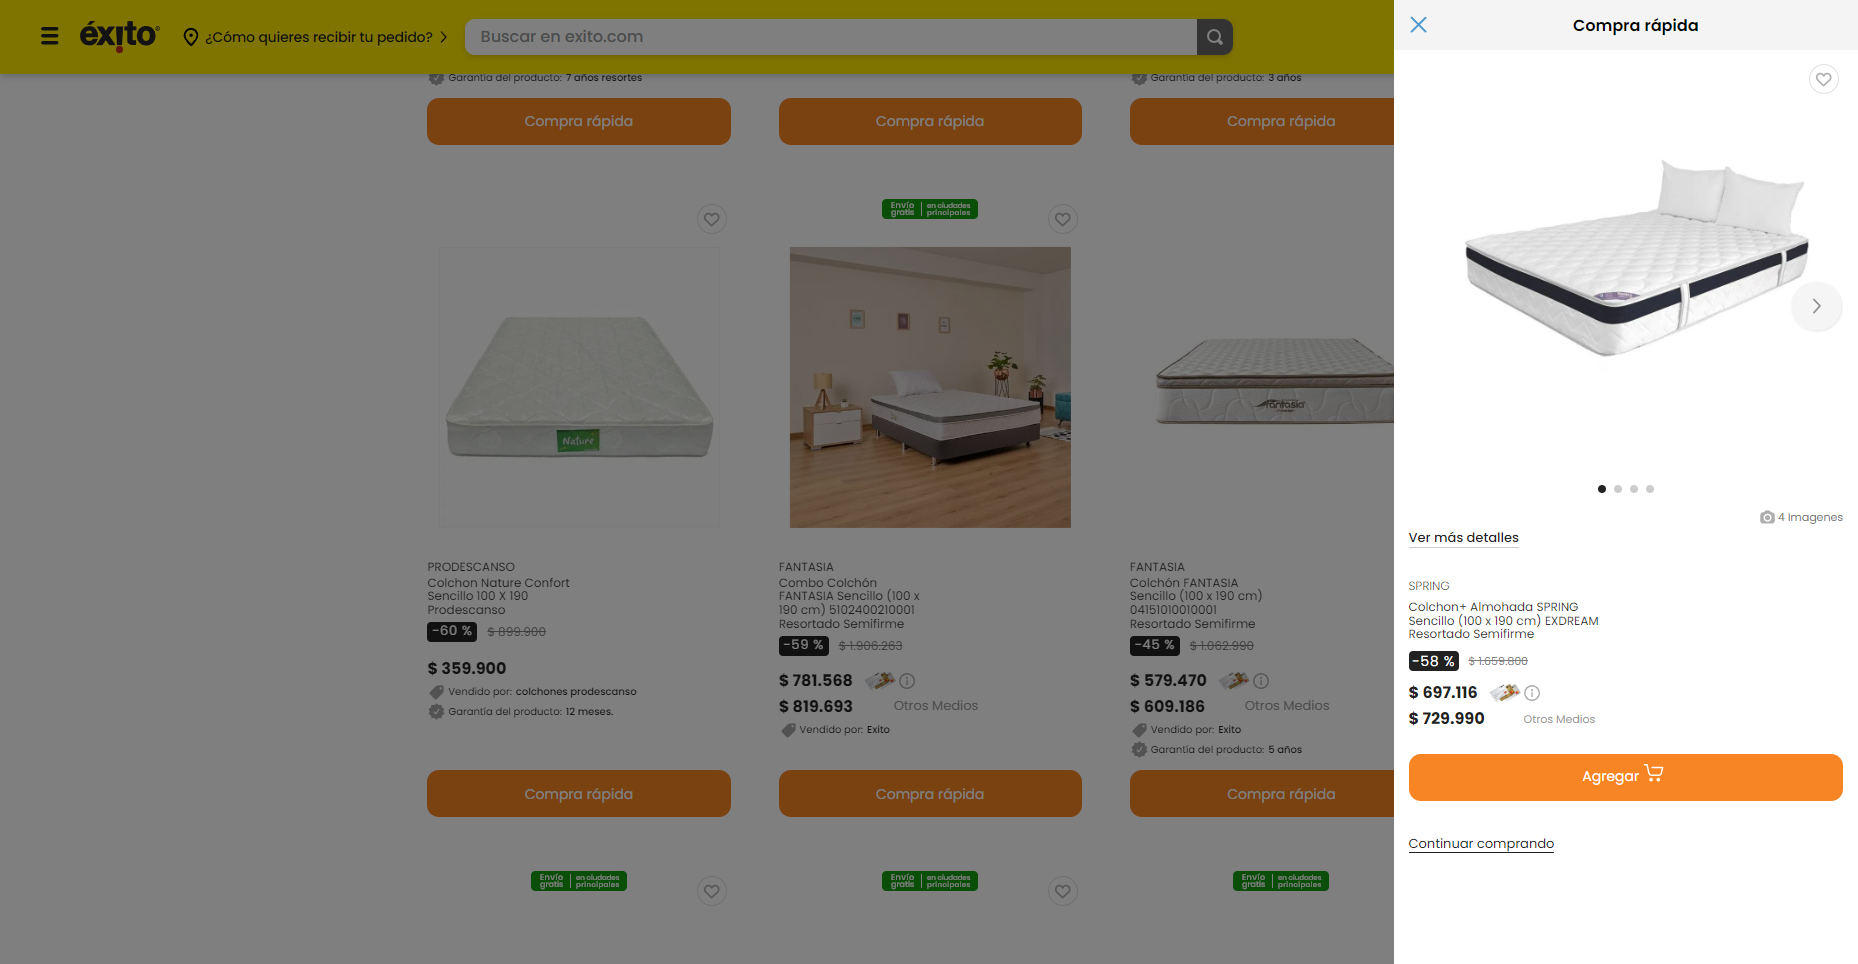 éxito
¿Cómo quieres recibir tu pedido?
Buscar en exito.com
Garantía del producto: 7 años resortes
Garantía del producto: 3 años
Compra rápida
Compra rápida
Compra rápida
Envío gratis | en ciudades principales
Nature
fantasia
PRODESCANSO
Colchon Nature Confort
Sencillo 100 X 190
Prodescanso
-60 % $ 899.900
$ 359.900
Vendido por: colchones prodescanso
Garantía del producto: 12 meses.
FANTASIA
Combo Colchón
FANTASIA Sencillo (100 x
190 cm) 5102400210001
Resortado Semifirme
-59 % $ 1.906.263
$ 781.568
$ 819.693 Otros Medios
Vendido por: Exito
FANTASIA
Colchón FANTASIA
Sencillo (100 x 190 cm)
04151010010001
Resortado Semifirme
-45 % $ 1.062.990
$ 579.470
$ 609.186 Otros Medios
Vendido por: Exito
Garantía del producto: 5 años
Compra rápida
Compra rápida
Compra rápida
Envío gratis | en ciudades principales
Envío gratis | en ciudades principales
Envío gratis | en ciudades principales
Compra rápida
4 Imagenes
Ver más detalles
SPRING
Colchon+ Almohada SPRING
Sencillo (100 x 190 cm) EXDREAM
Resortado Semifirme
-58 % $ 1.659.800
$ 697.116
$ 729.990 Otros Medios
Agregar
Continuar comprando